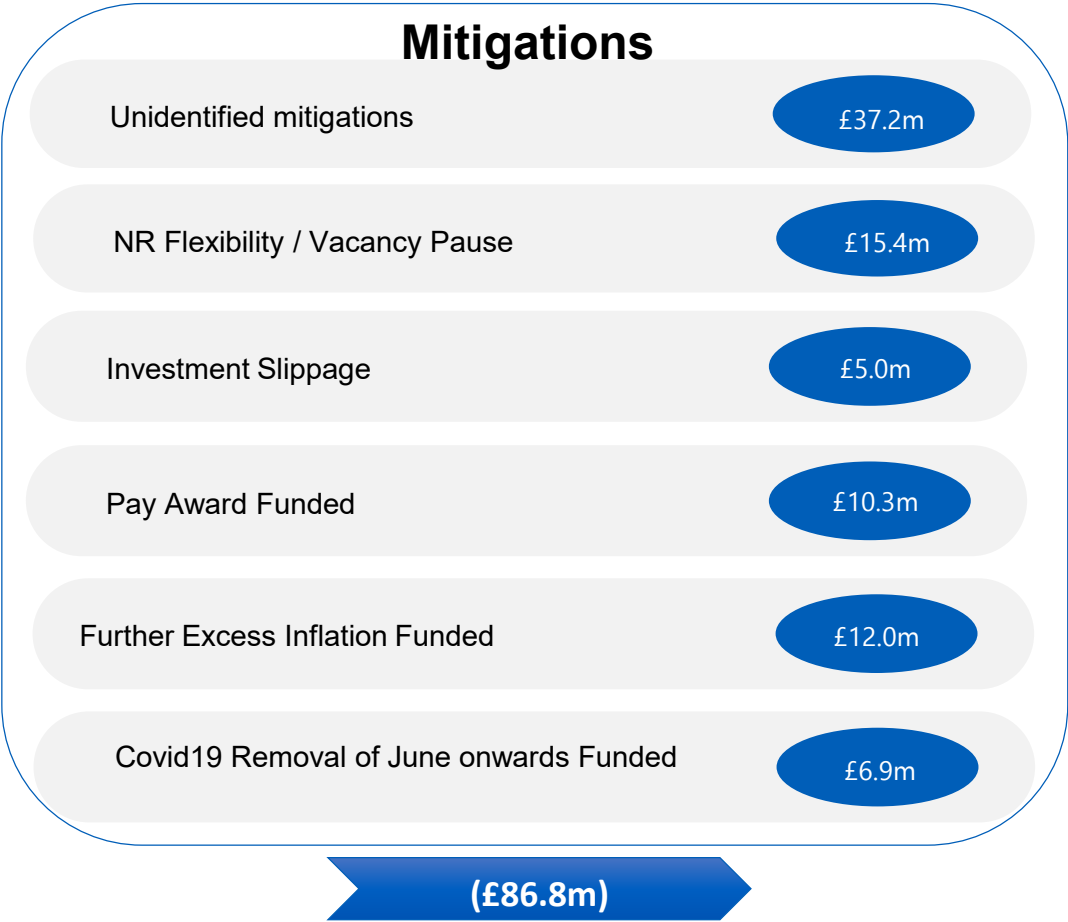 Mitigations
Unidentified mitigations £37.2m
NR Flexibility / Vacancy Pause £15.4m
Investment Slippage £5.0m
Pay Award Funded £10.3m
Further Excess Inflation Funded £12.0m
Covid19 Removal of June onwards Funded £6.9m
(£86.8m)